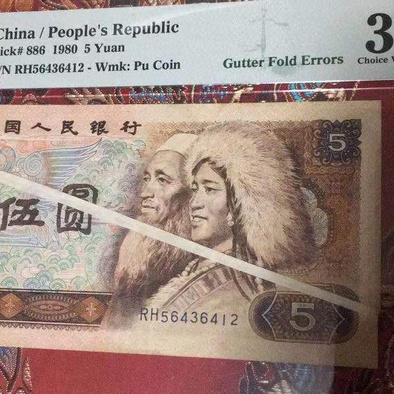 China / People's Republic
ick# 886 1980 5 Yuan
/N RH56436412 - Wmk: Pu Coin
Gutter Fold Errors
3
Choice V
国人民银行
5
伍圆
RH56436412
5